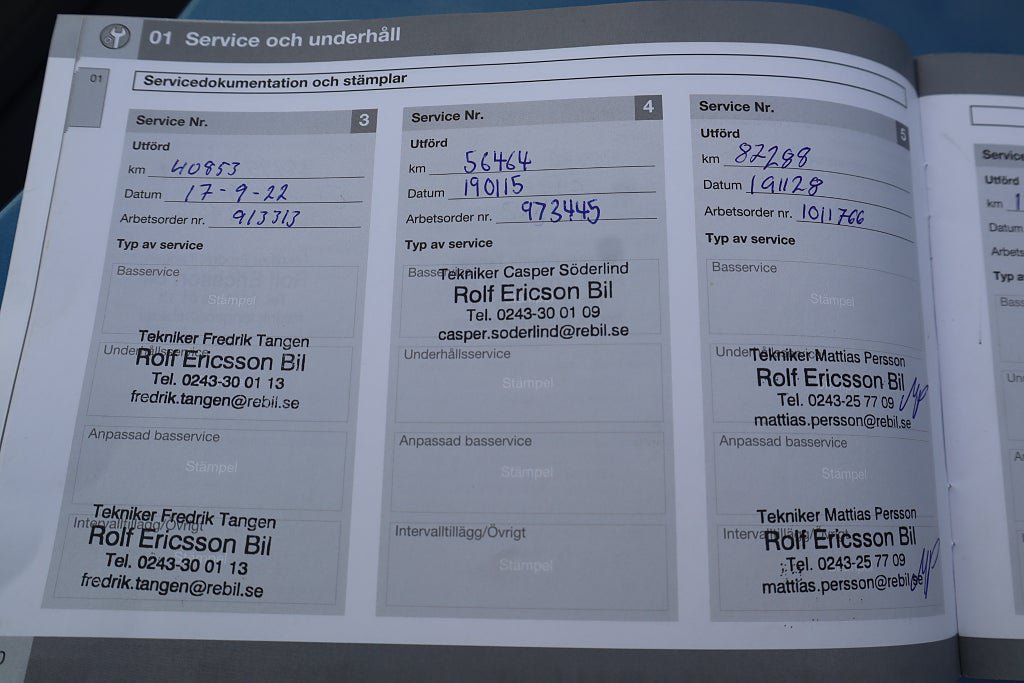 01 Service och underhåll
01
Servicedokumentation och stämplar
Service Nr. 3
Utförd
km 40853
Datum 17-9-22
Arbetsorder nr. 913313
Typ av service
Basservice
Stämpel
Underhållsservice
Tekniker Fredrik Tangen
Rolf Ericsson Bil
Tel. 0243-30 01 13
fredrik.tangen@rebil.se
Anpassad basservice
Stämpel
Intervalltillägg/Övrigt
Tekniker Fredrik Tangen
Rolf Ericsson Bil
Tel. 0243-30 01 13
fredrik.tangen@rebil.se
Service Nr. 4
Utförd
km 56464
Datum 190115
Arbetsorder nr. 973445
Typ av service
Basservice
Tekniker Casper Söderlind
Rolf Ericson Bil
Tel. 0243-30 01 09
casper.soderlind@rebil.se
Underhållsservice
Stämpel
Anpassad basservice
Stämpel
Intervalltillägg/Övrigt
Stämpel
Service Nr. 5
Utförd
km 87288
Datum 191128
Arbetsorder nr. 1011766
Typ av service
Basservice
Stämpel
Underhållsservice
Tekniker Mattias Persson
Rolf Ericsson Bil
Tel. 0243-25 77 09
mattias.persson@rebil.se
Anpassad basservice
Stämpel
Intervalltillägg/Övrigt
Tekniker Mattias Persson
Rolf Ericsson Bil
Tel. 0243-25 77 09
mattias.persson@rebil.se
Service
Utförd
km 1
Datum
Arbets
Typ a